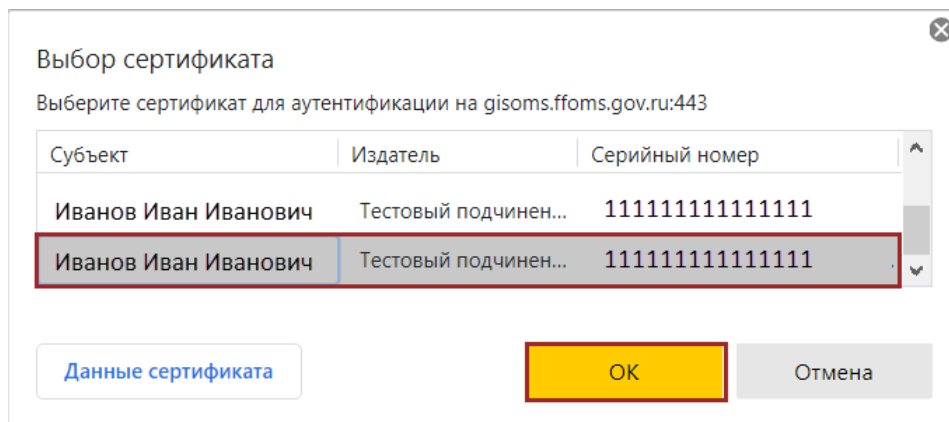 Выбор сертификата
Выберите сертификат для аутентификации на gisoms.ffoms.gov.ru:443
Субъект Издатель Серийный номер
Иванов Иван Иванович Тестовый подчинен... 111111111111111
Иванов Иван Иванович Тестовый подчинен... 111111111111111
Данные сертификата ОК Отмена